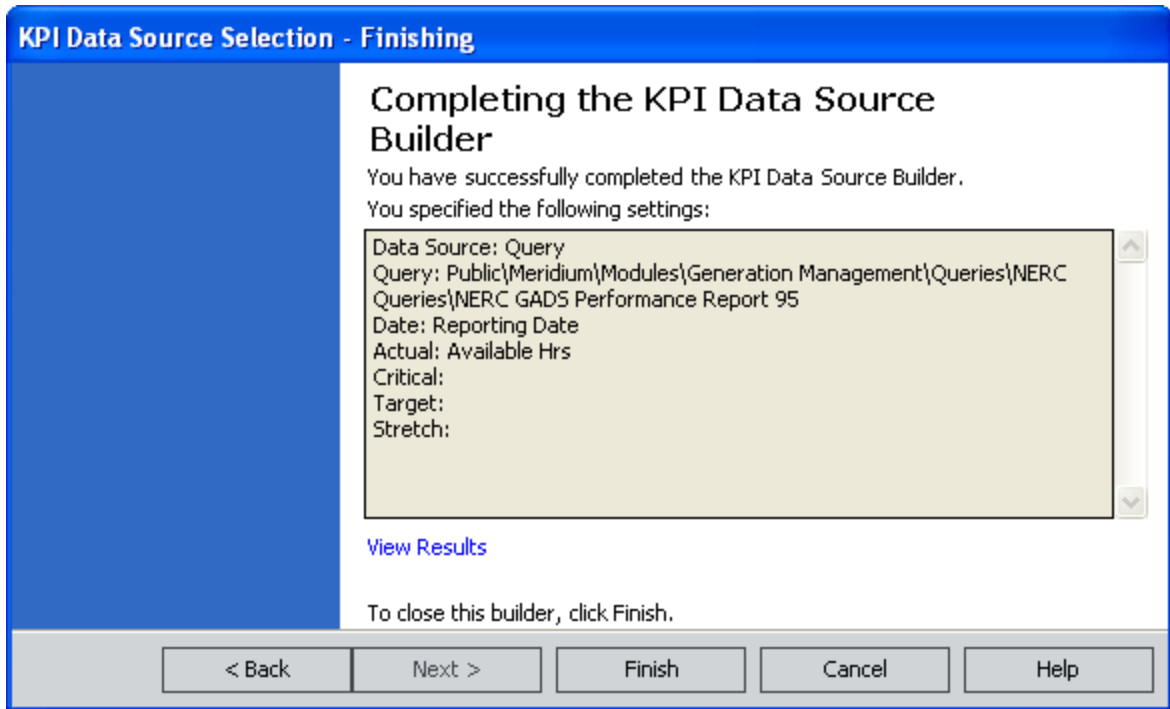 KPI Data Source Selection - Finishing
Completing the KPI Data Source
Builder
You have successfully completed the KPI Data Source Builder.
You specified the following settings:
Data Source: Query
Query: Public\Meridium\Modules\Generation Management\Queries\NERC
Queries\NERC GADS Performance Report 95
Date: Reporting Date
Actual: Available Hrs
Critical:
Target:
Stretch:
View Results
To close this builder, click Finish.
< Back Next > Finish Cancel Help